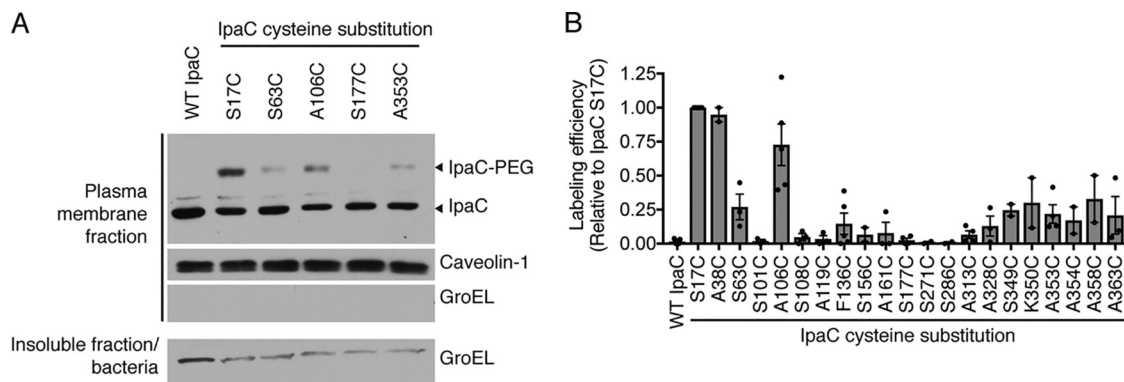 A
IpaC cysteine substitution
WT IpaC
S17C
S63C
A106C
S177C
A353C
Plasma
membrane
fraction
IpaC-PEG
IpaC
Caveolin-1
GroEL
Insoluble fraction/
bacteria
GroEL
B
Labeling efficiency
(Relative to IpaC S17C)
1.25
1.00
0.75
0.50
0.25
0.00
WT IpaC
S17C
A38C
S63C
S101C
A106C
S108C
A119C
F136C
S156C
A161C
S177C
S271C
S286C
A313C
A328C
S349C
K350C
A353C
A354C
A358C
A363C
IpaC cysteine substitution